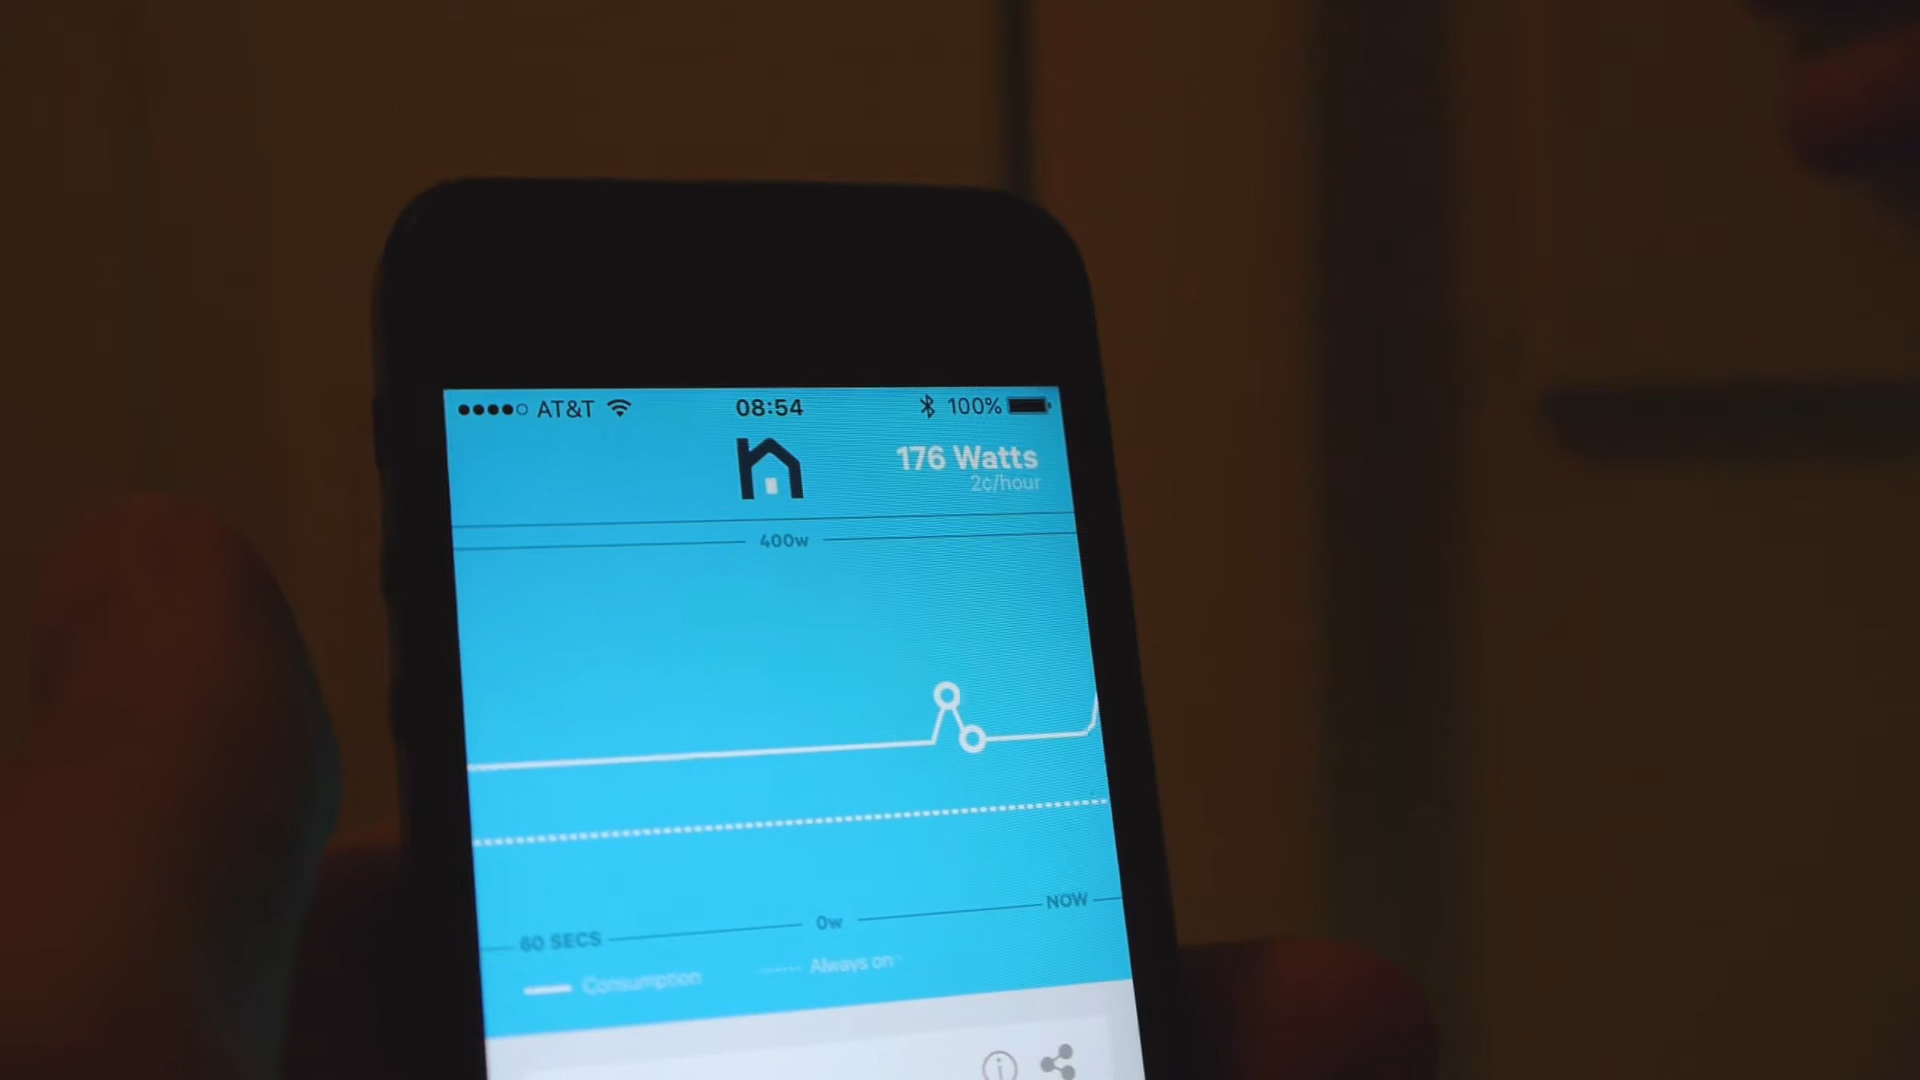 AT&T 08:54 100%
176 Watts
2¢/hour
400w
60 SECS 0w NOW
Consumption Always on